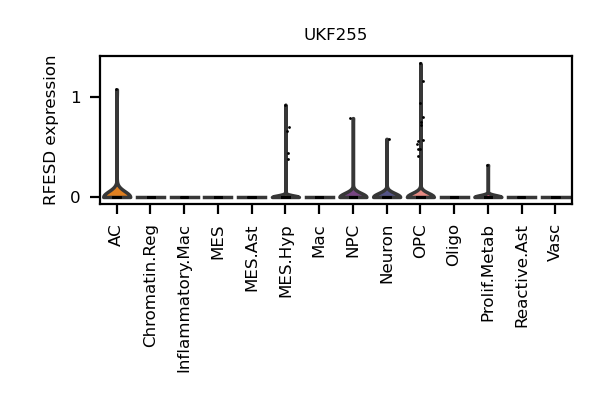 UKF255
RFESD expression
1
0
AC
Chromatin.Reg
Inflammatory.Mac
MES
MES.Ast
MES.Hyp
Mac
NPC
Neuron
OPC
Oligo
Prolif.Metab
Reactive.Ast
Vasc